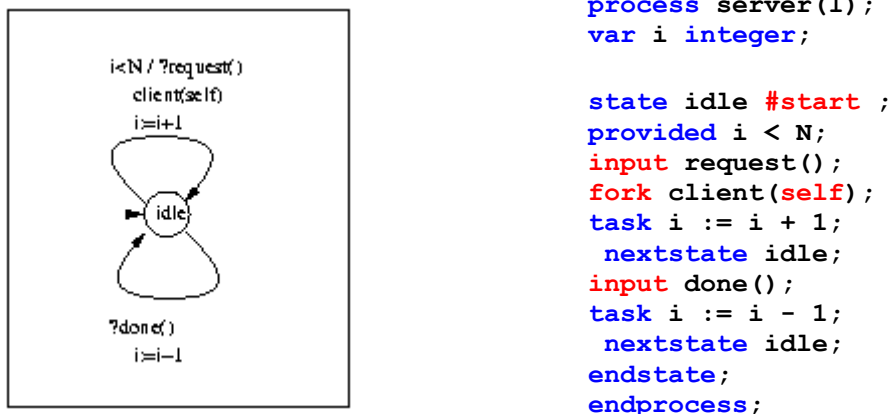 i<N / ?request()
client(self)
i:=i+1
idle
?done()
i:=i-1
process server(1);
var i integer;
state idle #start ;
provided i < N;
input request();
fork client(self);
task i := i + 1;
nextstate idle;
input done();
task i := i - 1;
nextstate idle;
endstate;
endprocess;